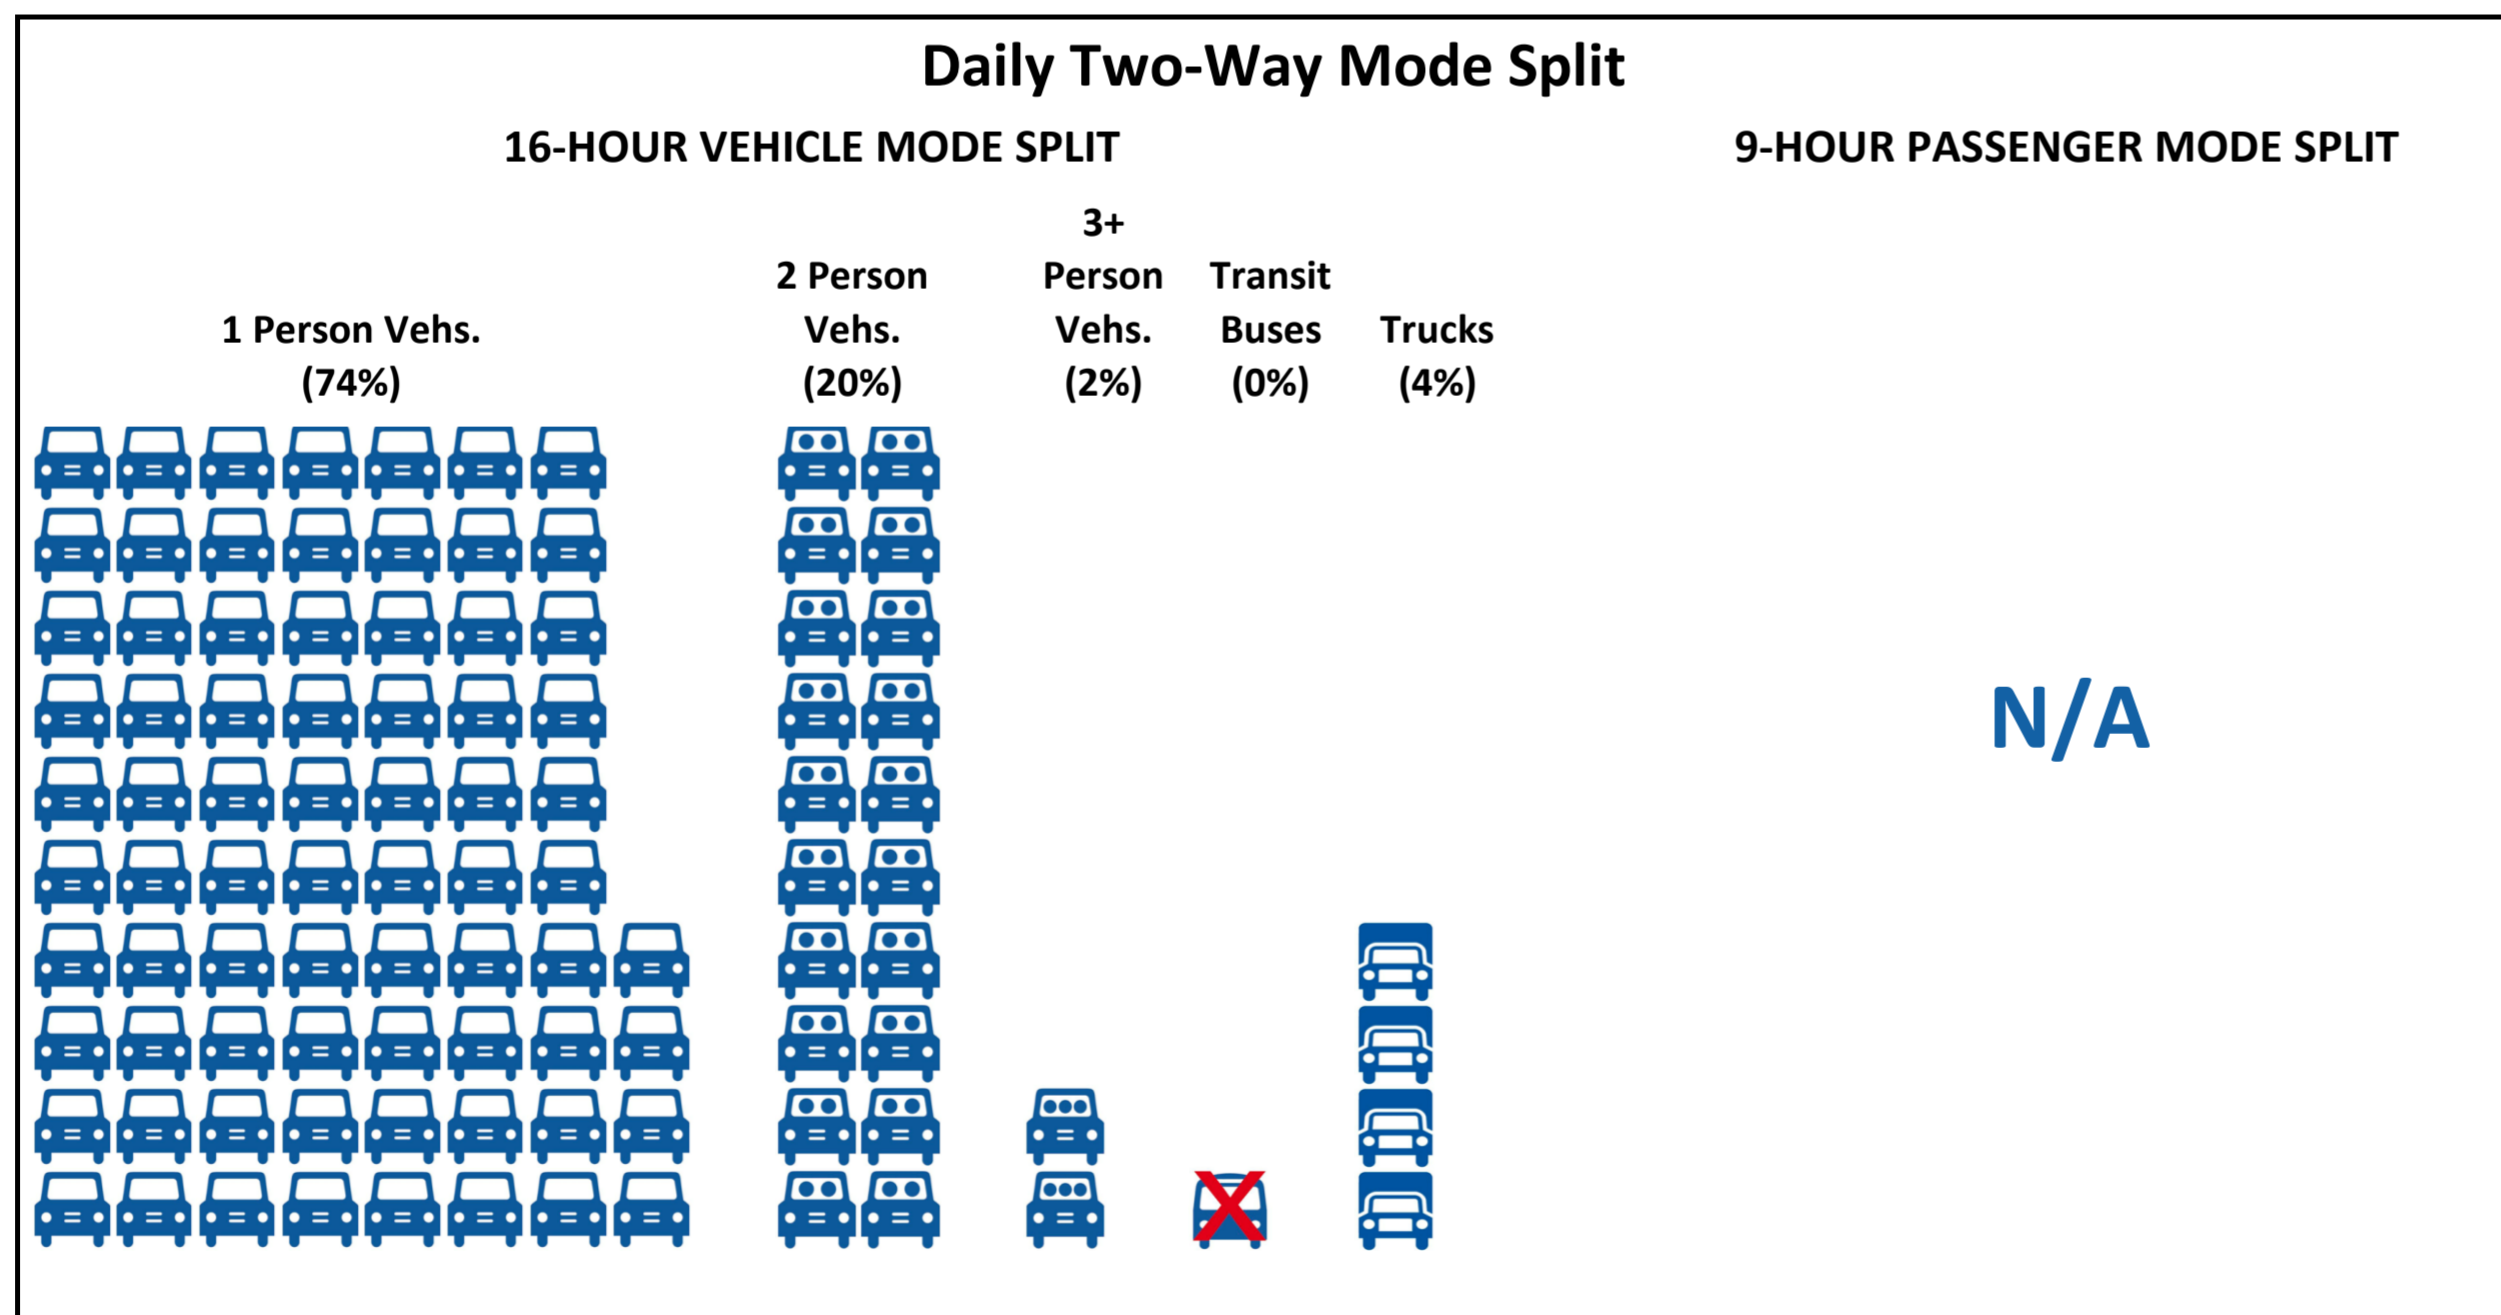 Daily Two-Way Mode Split
16-HOUR VEHICLE MODE SPLIT
9-HOUR PASSENGER MODE SPLIT
1 Person Vehs.
(74%)
2 Person
Vehs.
(20%)
3+
Person
Vehs.
(2%)
Transit
Buses
(0%)
Trucks
(4%)
N/A